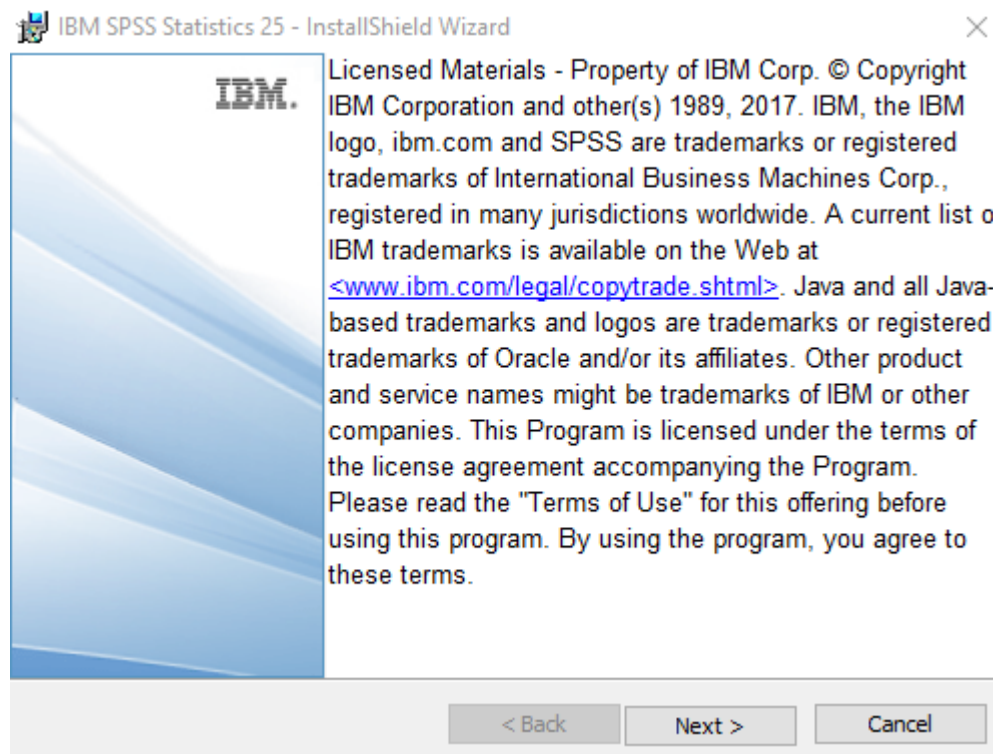 IBM SPSS Statistics 25 - InstallShield Wizard
IBM.
Licensed Materials - Property of IBM Corp. © Copyright
IBM Corporation and other(s) 1989, 2017. IBM, the IBM
logo, ibm.com and SPSS are trademarks or registered
trademarks of International Business Machines Corp.,
registered in many jurisdictions worldwide. A current list o
IBM trademarks is available on the Web at
<www.ibm.com/legal/copytrade.shtml>. Java and all Java-
based trademarks and logos are trademarks or registered
trademarks of Oracle and/or its affiliates. Other product
and service names might be trademarks of IBM or other
companies. This Program is licensed under the terms of
the license agreement accompanying the Program.
Please read the "Terms of Use" for this offering before
using this program. By using the program, you agree to
these terms.
< Back
Next >
Cancel